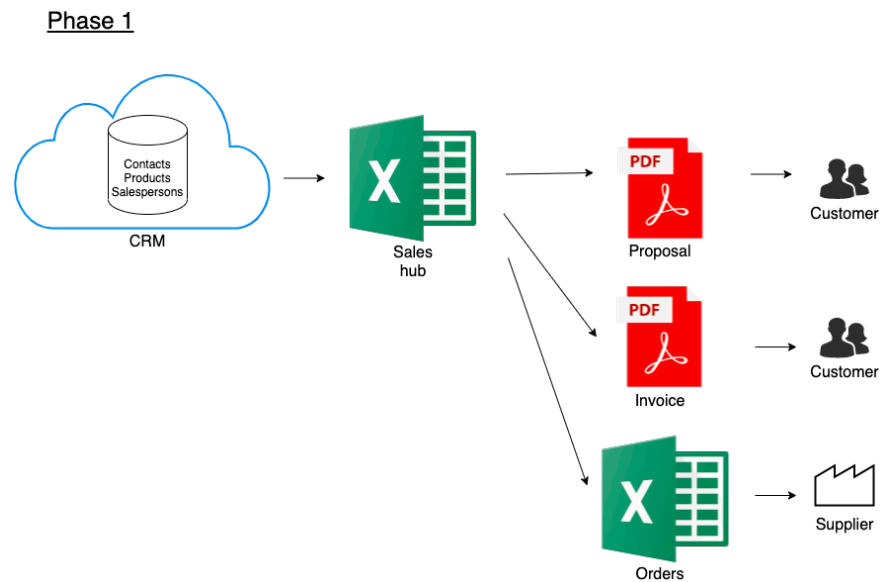 Phase 1
Contacts
Products
Salespersons
CRM
X
Sales
hub
PDF
Proposal
Customer
PDF
Invoice
Customer
X
Orders
Supplier